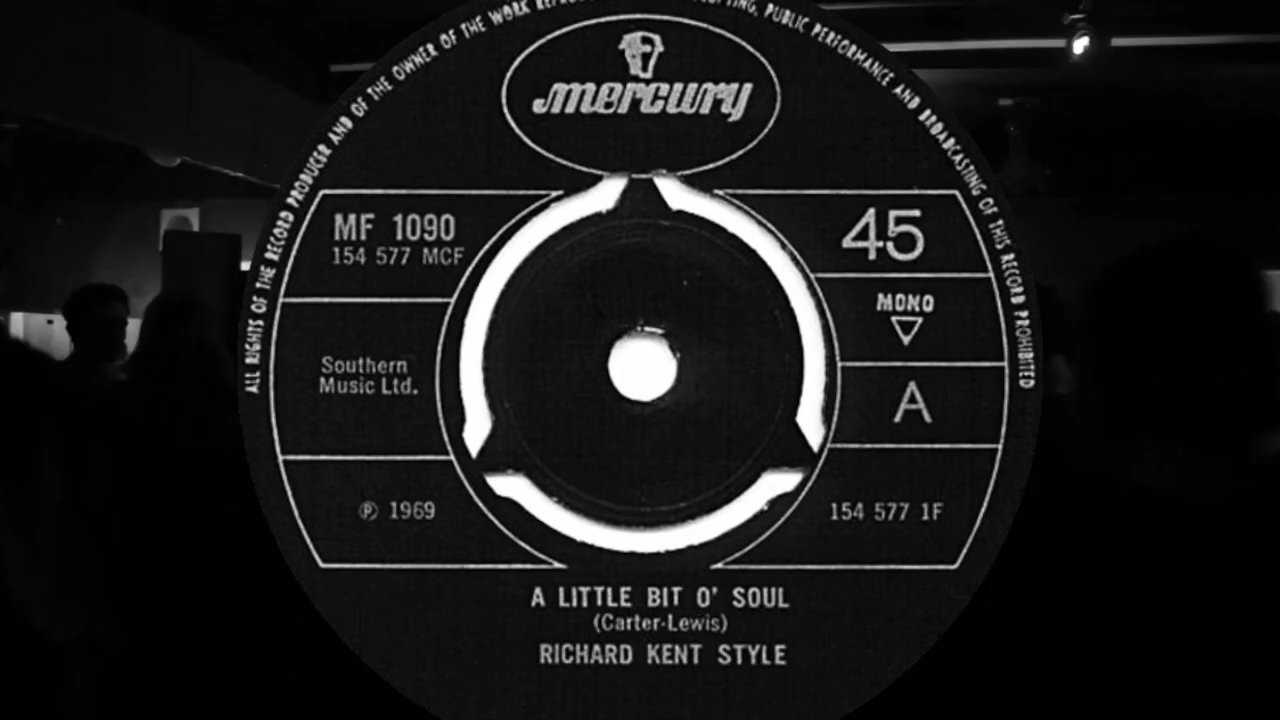 ALL RIGHTS OF THE RECORD PRODUCER AND OF THE OWNER OF THE WORK
PUBLIC PERFORMANCE AND BROADCASTING OF THIS RECORD PROHIBITED
mercury
MF 1090
154 577 MCF
45
MONO
Southern
Music Ltd.
A
℗ 1969
154 577 1F
A LITTLE BIT O' SOUL
(Carter-Lewis)
RICHARD KENT STYLE